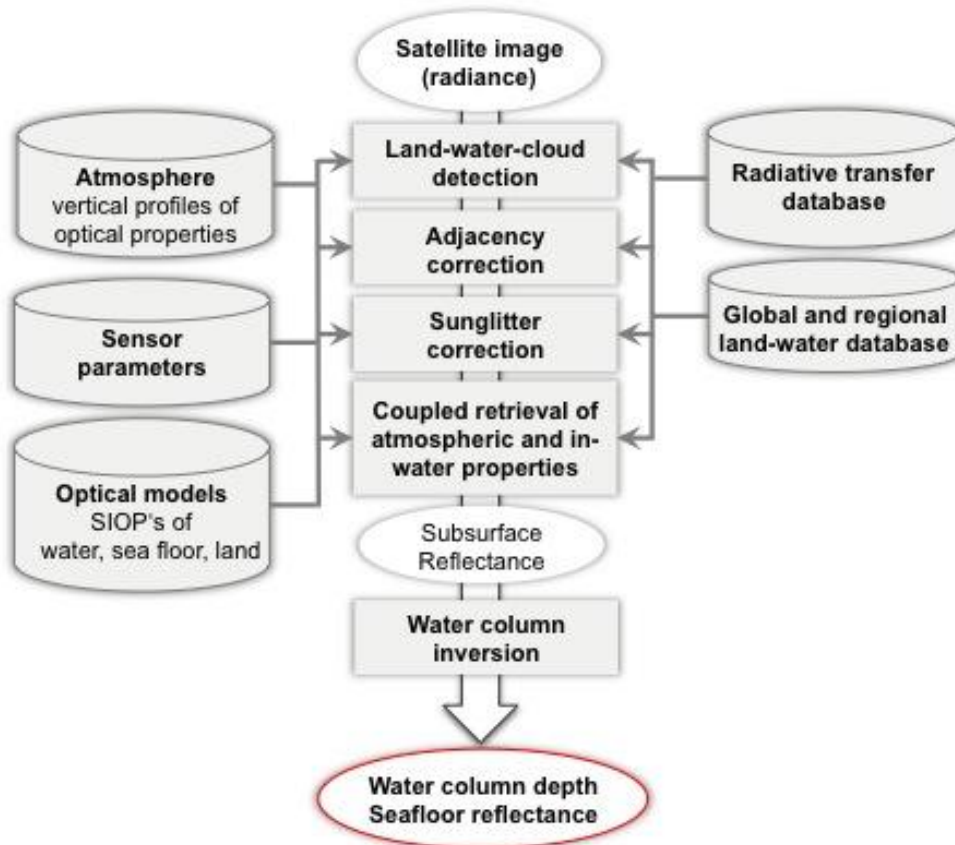 Satellite image
(radiance)
Land-water-cloud
detection
Atmosphere
vertical profiles of
optical properties
Radiative transfer
database
Adjacency
correction
Sensor
parameters
Sunglitter
correction
Global and regional
land-water database
Coupled retrieval of
atmospheric and in-
water properties
Optical models
SIOP's of
water, sea floor, land
Subsurface
Reflectance
Water column
inversion
Water column depth
Seafloor reflectance